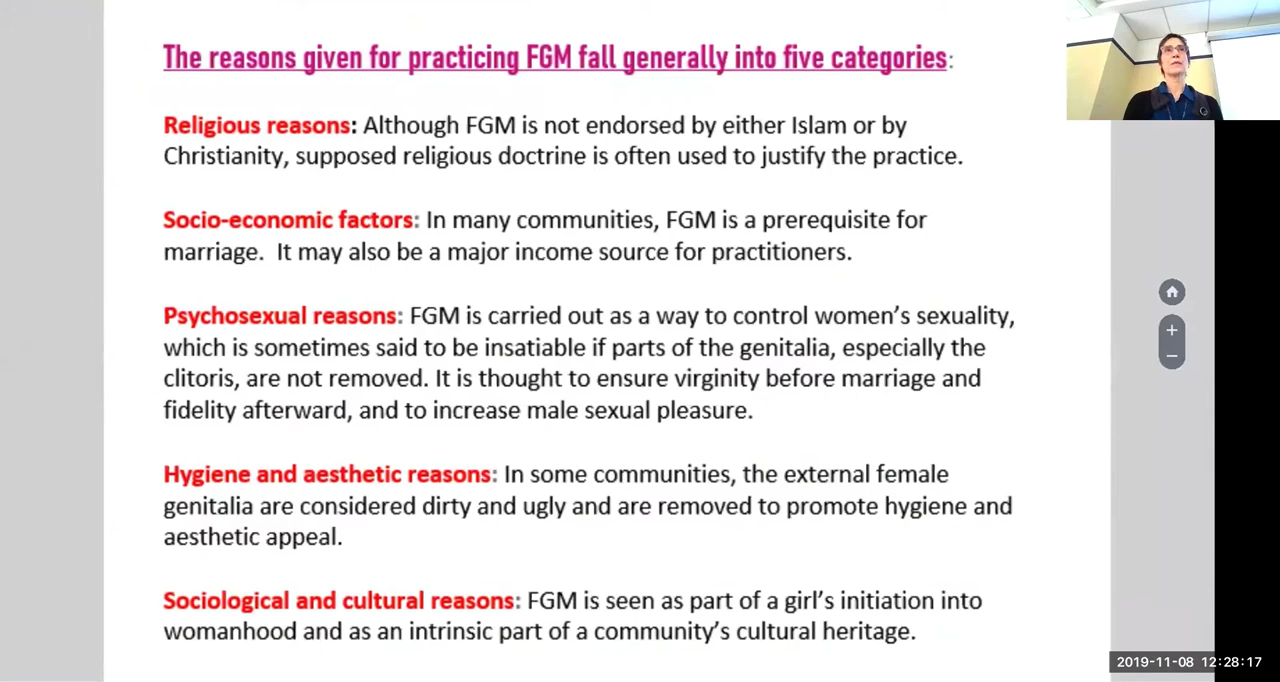 The reasons given for practicing FGM fall generally into five categories:
Religious reasons: Although FGM is not endorsed by either Islam or by
Christianity, supposed religious doctrine is often used to justify the practice.
Socio-economic factors: In many communities, FGM is a prerequisite for
marriage.  It may also be a major income source for practitioners.
Psychosexual reasons: FGM is carried out as a way to control women’s sexuality,
which is sometimes said to be insatiable if parts of the genitalia, especially the
clitoris, are not removed. It is thought to ensure virginity before marriage and
fidelity afterward, and to increase male sexual pleasure.
Hygiene and aesthetic reasons: In some communities, the external female
genitalia are considered dirty and ugly and are removed to promote hygiene and
aesthetic appeal.
Sociological and cultural reasons: FGM is seen as part of a girl’s initiation into
womanhood and as an intrinsic part of a community’s cultural heritage.
2019-11-08 12:28:17